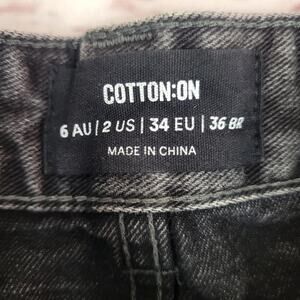 COTTON:ON
6 AU | 2 US | 34 EU | 36 BR
MADE IN CHINA